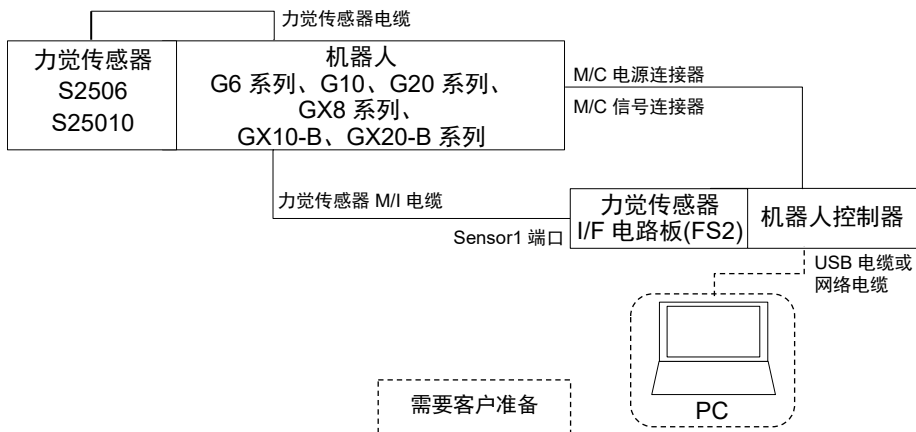 力觉传感器电缆
力觉传感器
S2506
S25010
机器人
G6 系列、G10、G20 系列、
GX8 系列、
GX10-B、GX20-B 系列
M/C 电源连接器
M/C 信号连接器
力觉传感器 M/I 电缆
Sensor1 端口
力觉传感器
I/F 电路板(FS2)
机器人控制器
USB 电缆或
网络电缆
PC
需要客户准备